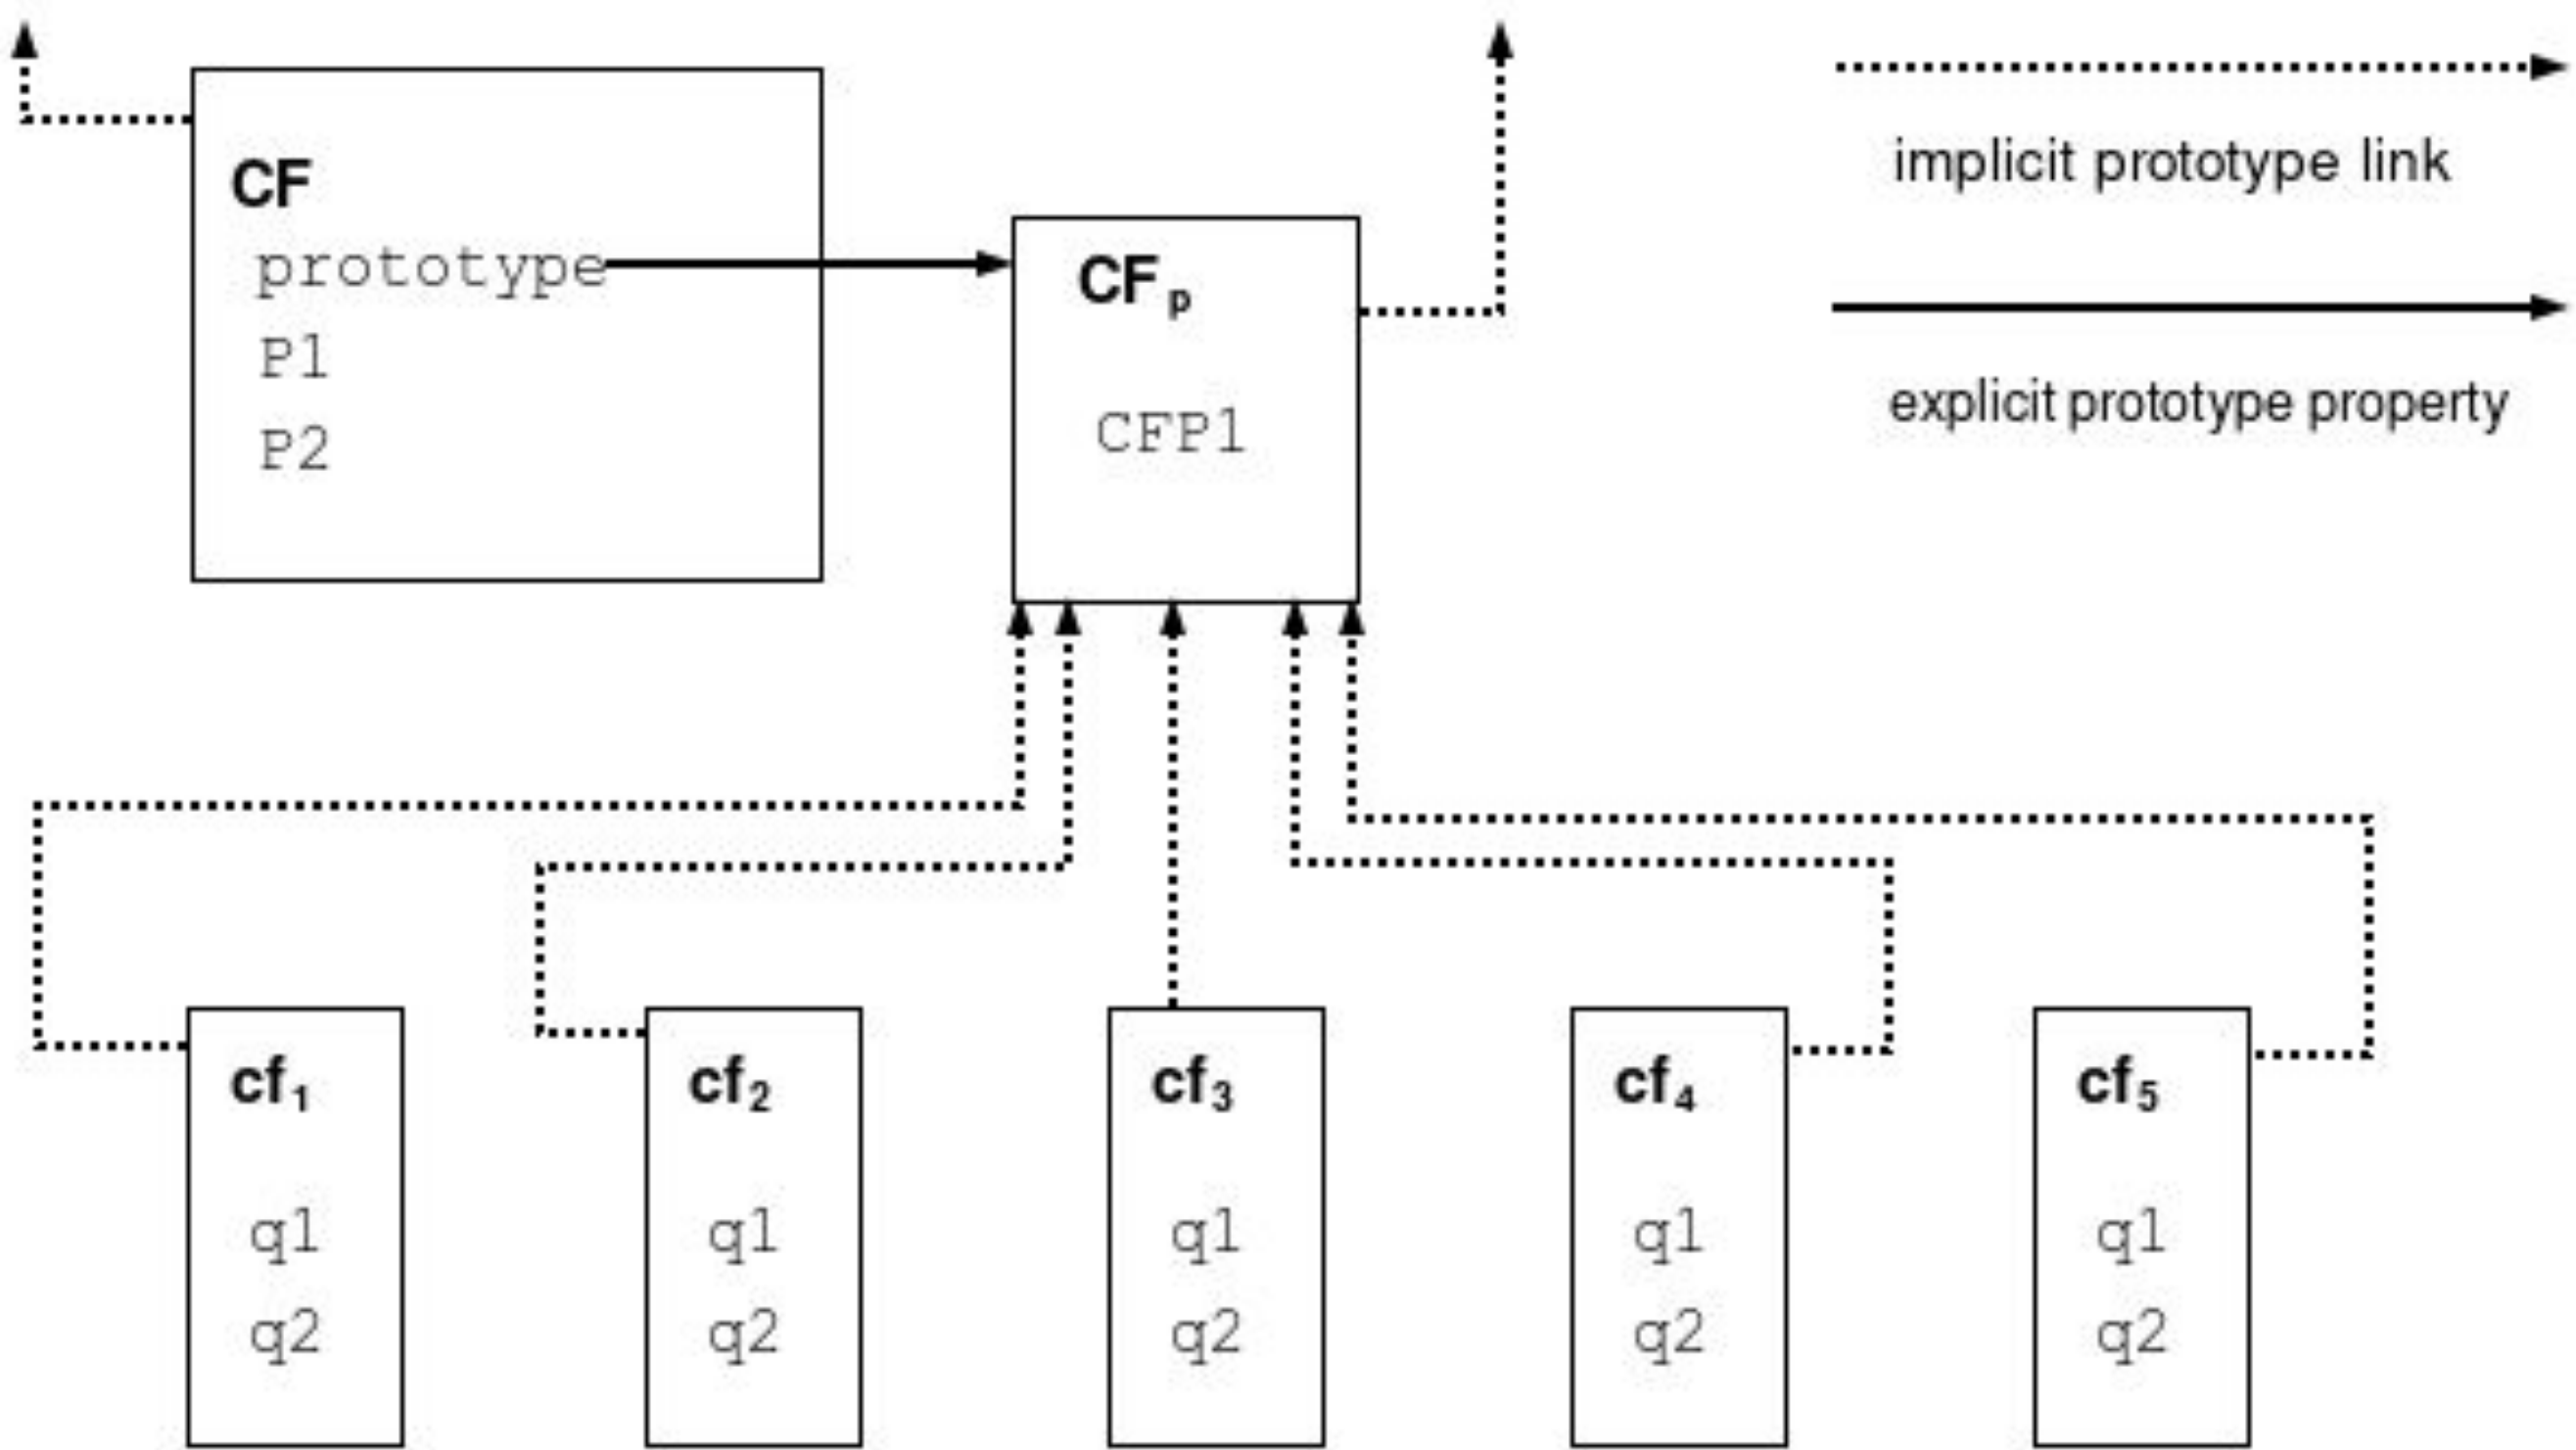 CF
prototype
P1
P2
CFp
CFP1
implicit prototype link
explicit prototype property
cf1
q1
q2
cf2
q1
q2
cf3
q1
q2
cf4
q1
q2
cf5
q1
q2